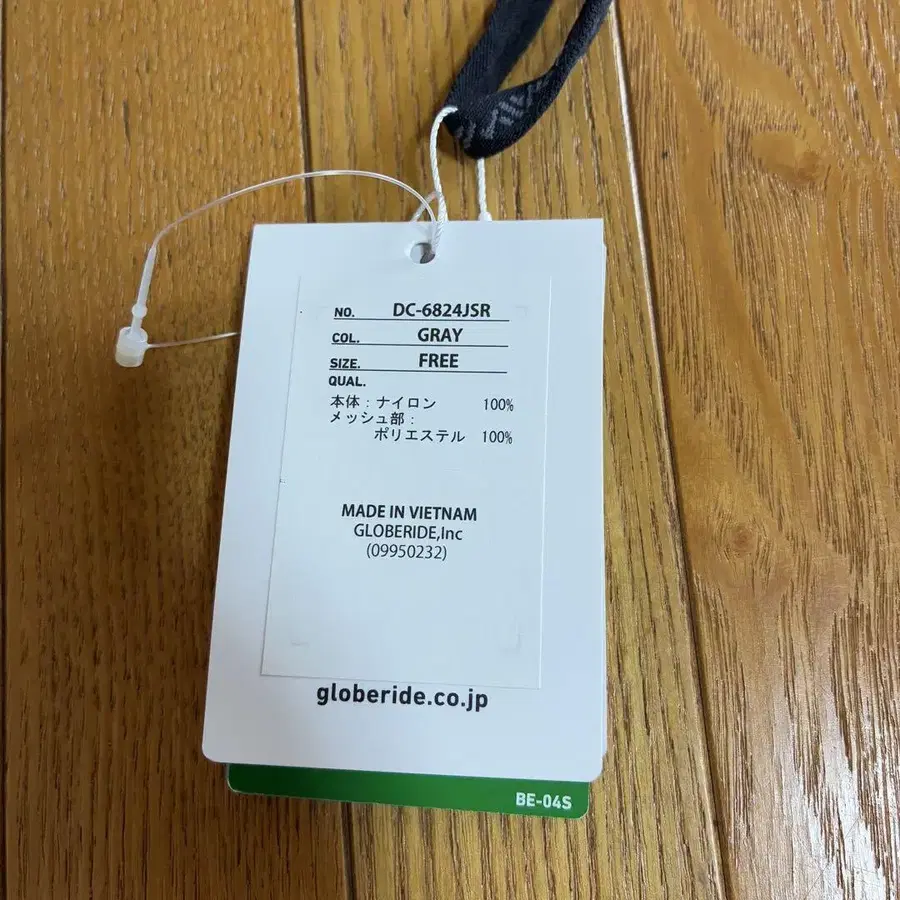 NO. DC-6824JSR
COL. GRAY
SIZE. FREE
QUAL.
本体:ナイロン 100%
メッシュ部:
ポリエステル 100%
MADE IN VIETNAM
GLOBERIDE,Inc
(09950232)
globeride.co.jp
BE-04S